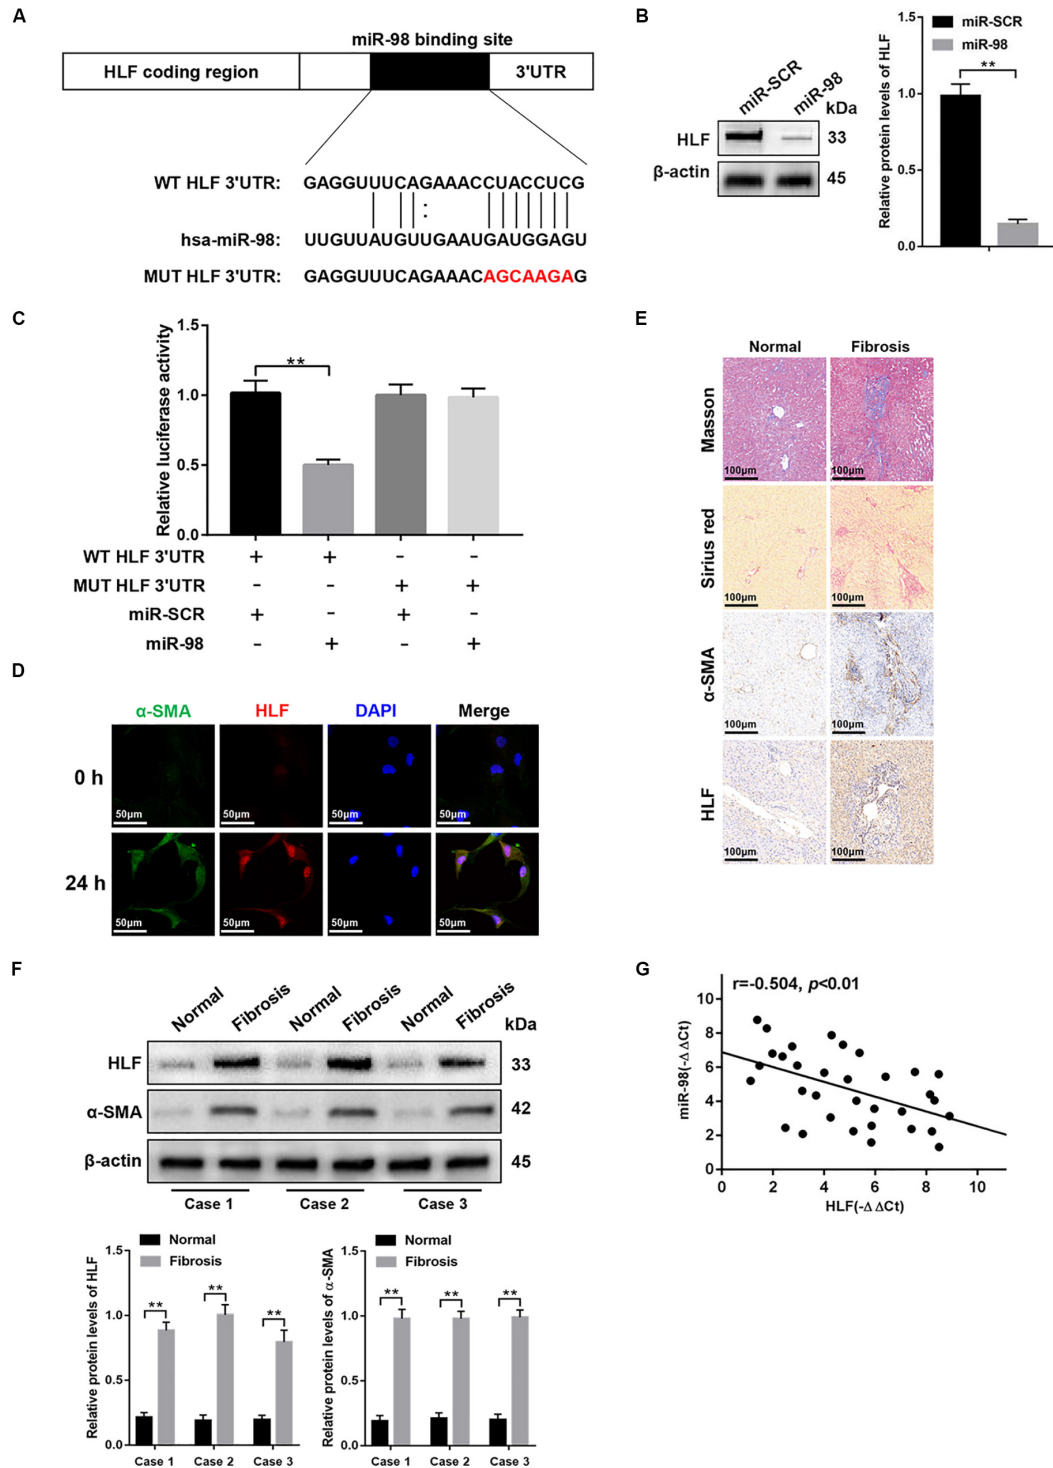 A
miR-98 binding site
HLF coding region
3'UTR
WT HLF 3'UTR: GAGGUUUCAGAAACCUACCUCG
hsa-miR-98: UUGUUAUGUUGAAUGAUGGAGU
MUT HLF 3'UTR: GAGGUUUCAGAAACAGCAAGAG
B
miR-SCR
miR-98
kDa
HLF
33
β-actin
45
Relative protein levels of HLF
1.5
1.0
0.5
0.0
miR-SCR
miR-98
**
C
Relative luciferase activity
1.5
1.0
0.5
0.0
**
WT HLF 3'UTR + + - -
MUT HLF 3'UTR - - + +
miR-SCR + - + -
miR-98 - + - +
D
α-SMA HLF DAPI Merge
0 h
50μm 50μm 50μm 50μm
24 h
50μm 50μm 50μm 50μm
E
Normal Fibrosis
Masson
100μm 100μm
Sirius red
100μm 100μm
α-SMA
100μm 100μm
HLF
100μm 100μm
F
Normal Fibrosis Normal Fibrosis Normal Fibrosis
kDa
HLF 33
α-SMA 42
β-actin 45
Case 1 Case 2 Case 3
Relative protein levels of HLF
Normal
Fibrosis
1.5
1.0
0.5
0.0
** ** **
Case 1 Case 2 Case 3
Relative protein levels of α-SMA
Normal
Fibrosis
1.5
1.0
0.5
0.0
** ** **
Case 1 Case 2 Case 3
G
r=-0.504, p<0.01
miR-98(-Δ ΔCt)
10
8
6
4
2
0
0 2 4 6 8 10
HLF(-Δ ΔCt)